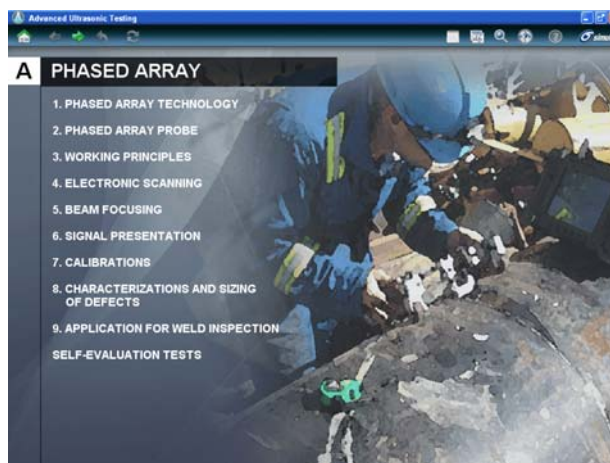 Advanced Ultrasonic Testing
A PHASED ARRAY
1. PHASED ARRAY TECHNOLOGY
2. PHASED ARRAY PROBE
3. WORKING PRINCIPLES
4. ELECTRONIC SCANNING
5. BEAM FOCUSING
6. SIGNAL PRESENTATION
7. CALIBRATIONS
8. CHARACTERIZATIONS AND SIZING
OF DEFECTS
9. APPLICATION FOR WELD INSPECTION
SELF-EVALUATION TESTS